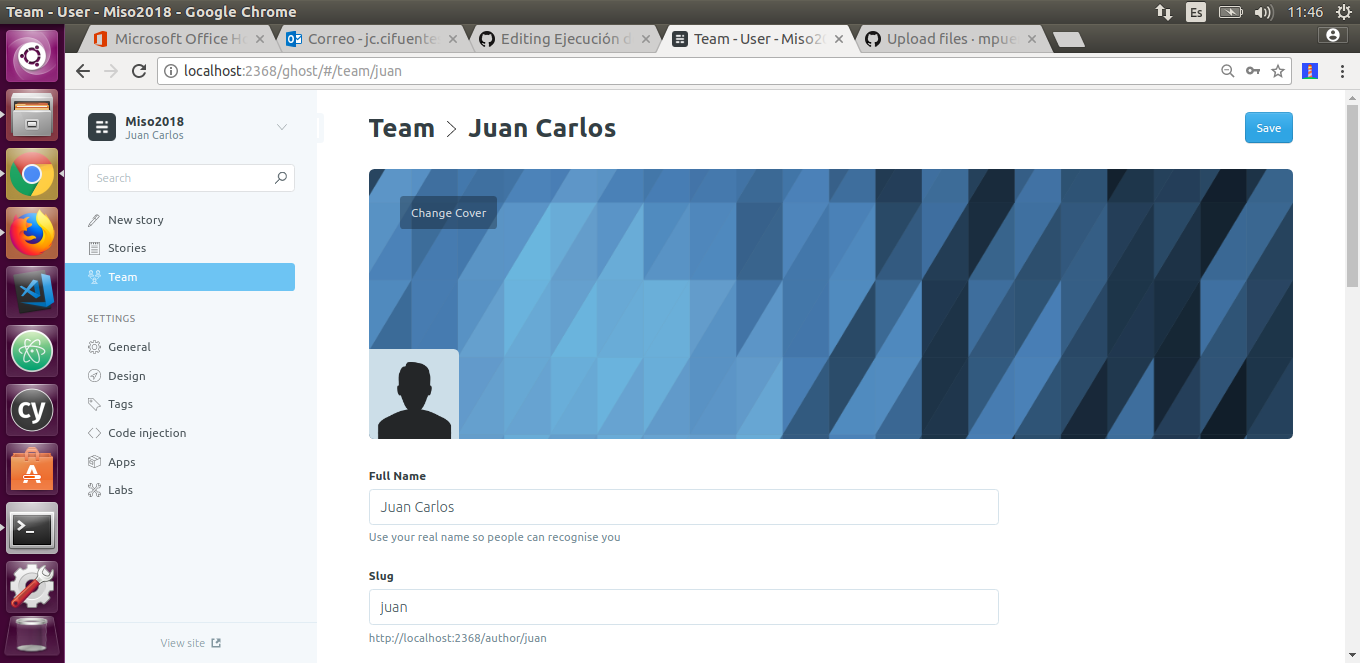 Team - User - Miso2018 - Google Chrome
Es
11:46
Microsoft Office Ho
Correo - jc.cifuente
Editing Ejecución d
Team - User - Miso20
Upload files · mpue
localhost:2368/ghost/#/team/juan
Miso2018
Juan Carlos
Search
New story
Stories
Team
SETTINGS
General
Design
Tags
Code injection
Apps
Labs
View site
Team > Juan Carlos
Save
Change Cover
Full Name
Juan Carlos
Use your real name so people can recognise you
Slug
juan
http://localhost:2368/author/juan
cy